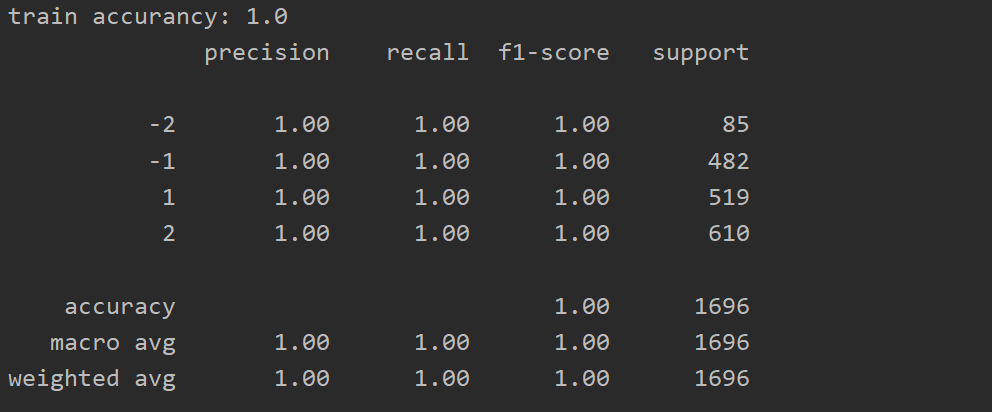 train accurancy: 1.0
precision recall f1-score support
-2 1.00 1.00 1.00 85
-1 1.00 1.00 1.00 482
1 1.00 1.00 1.00 519
2 1.00 1.00 1.00 610
accuracy 1.00 1696
macro avg 1.00 1.00 1.00 1696
weighted avg 1.00 1.00 1.00 1696